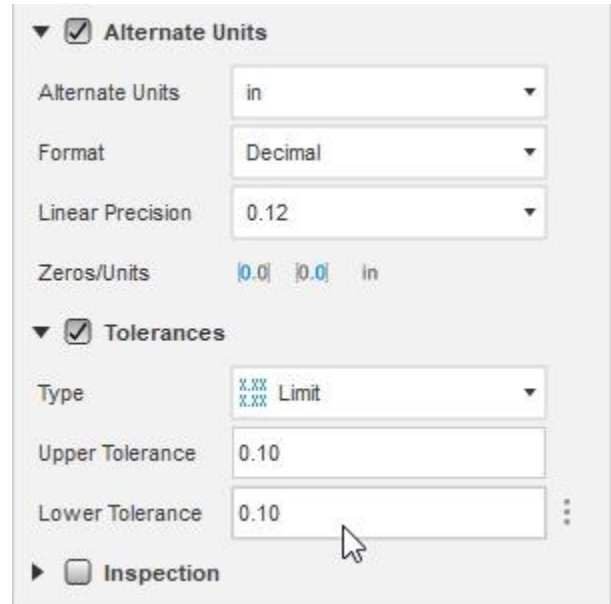 Alternate Units
Alternate Units in
Format Decimal
Linear Precision 0.12
Zeros/Units 0.0 0.0 in
Tolerances
Type X.XX X.XX Limit
Upper Tolerance 0.10
Lower Tolerance 0.10
Inspection